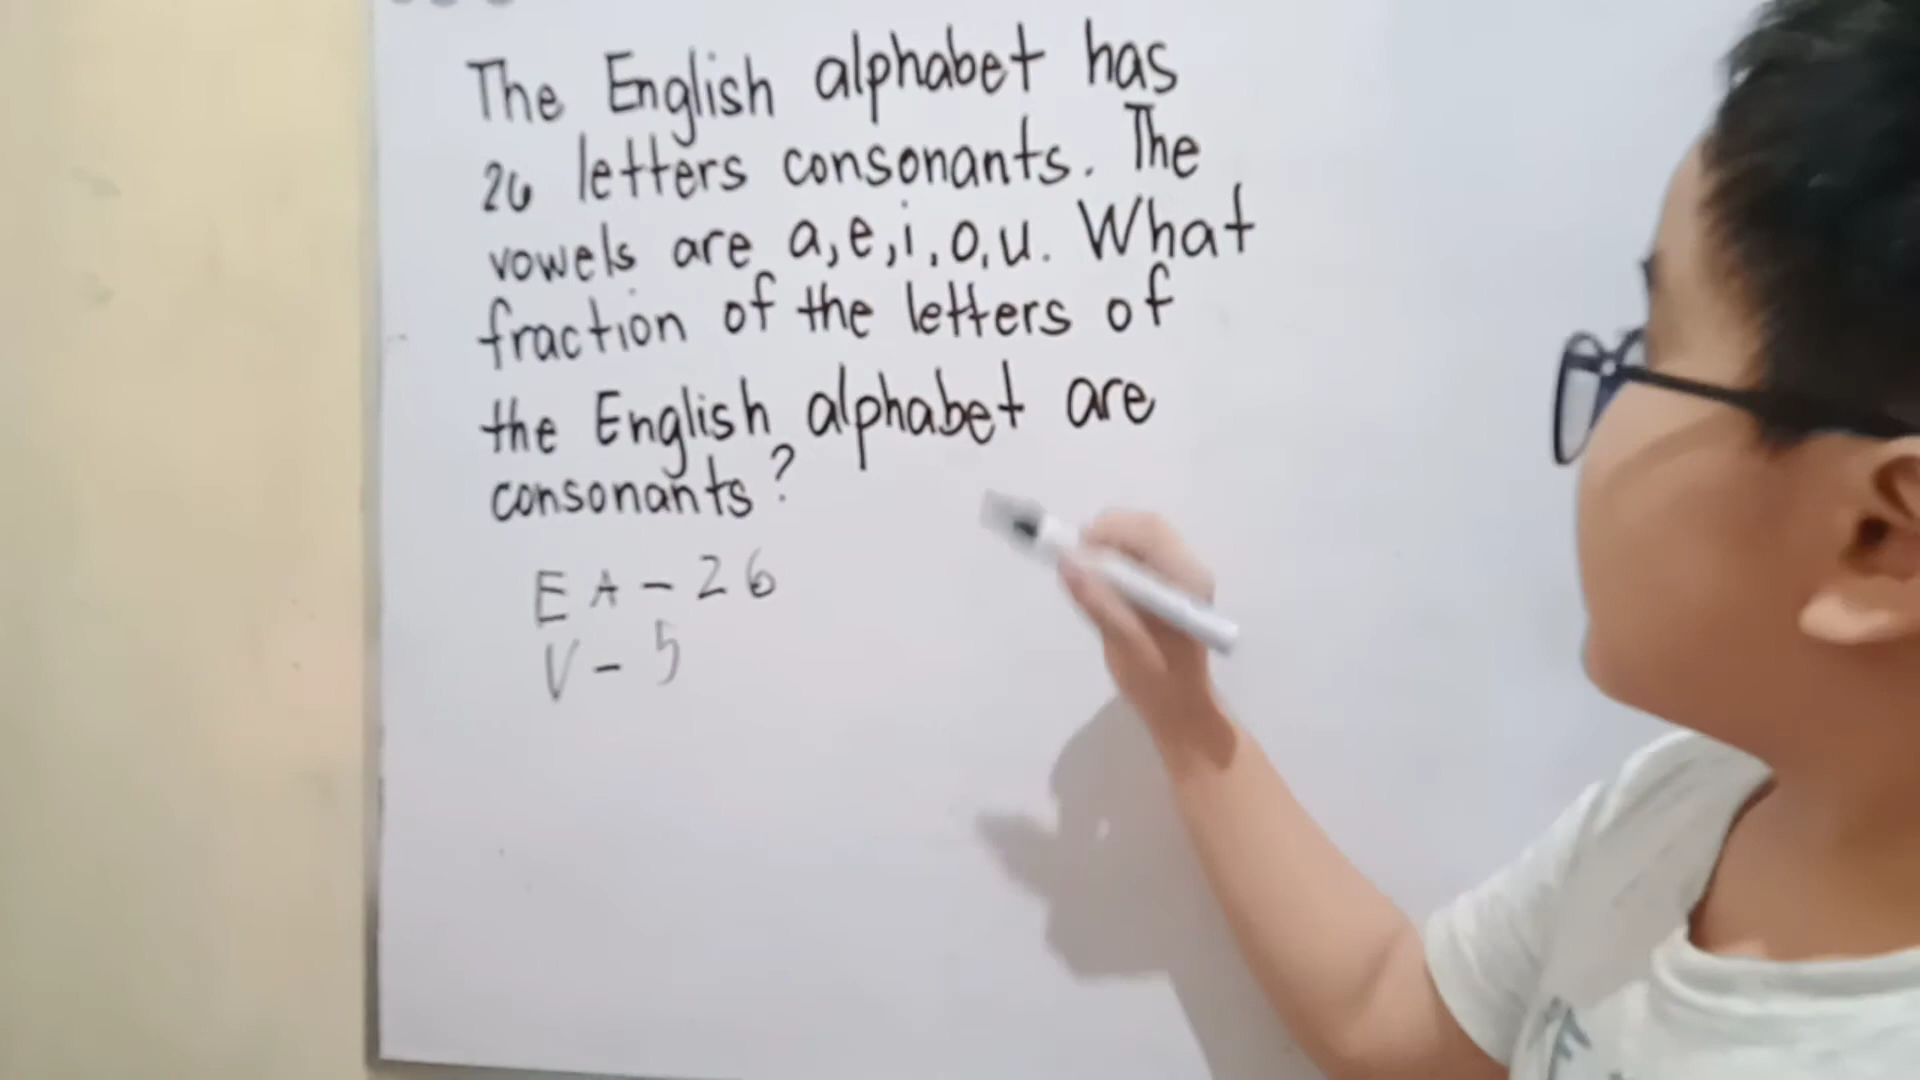 The English alphabet has
26 letters consonants. The
vowels are a,e,i,o,u. What
fraction of the letters of
the English alphabet are
consonants?
EA-26
V-5